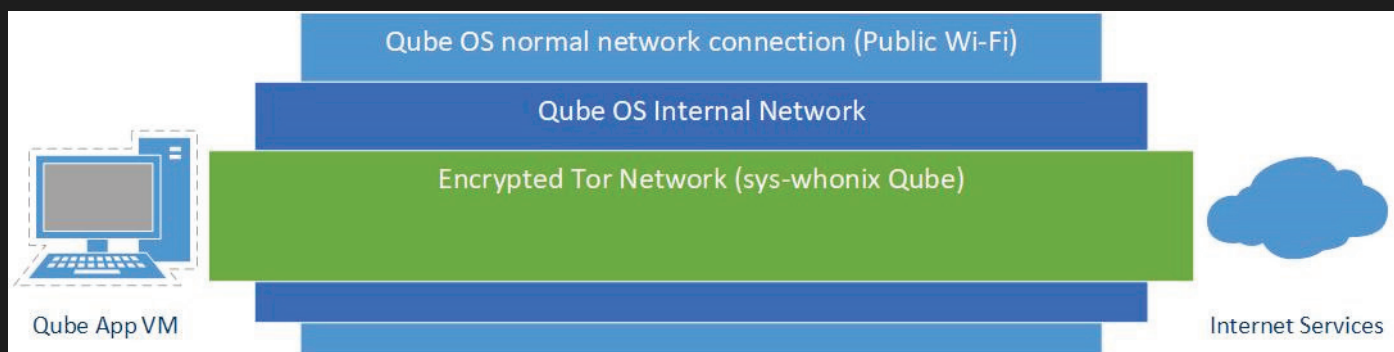 Qube OS normal network connection (Public Wi-Fi)
Qube OS Internal Network
Encrypted Tor Network (sys-whonix Qube)
Qube App VM
Internet Services